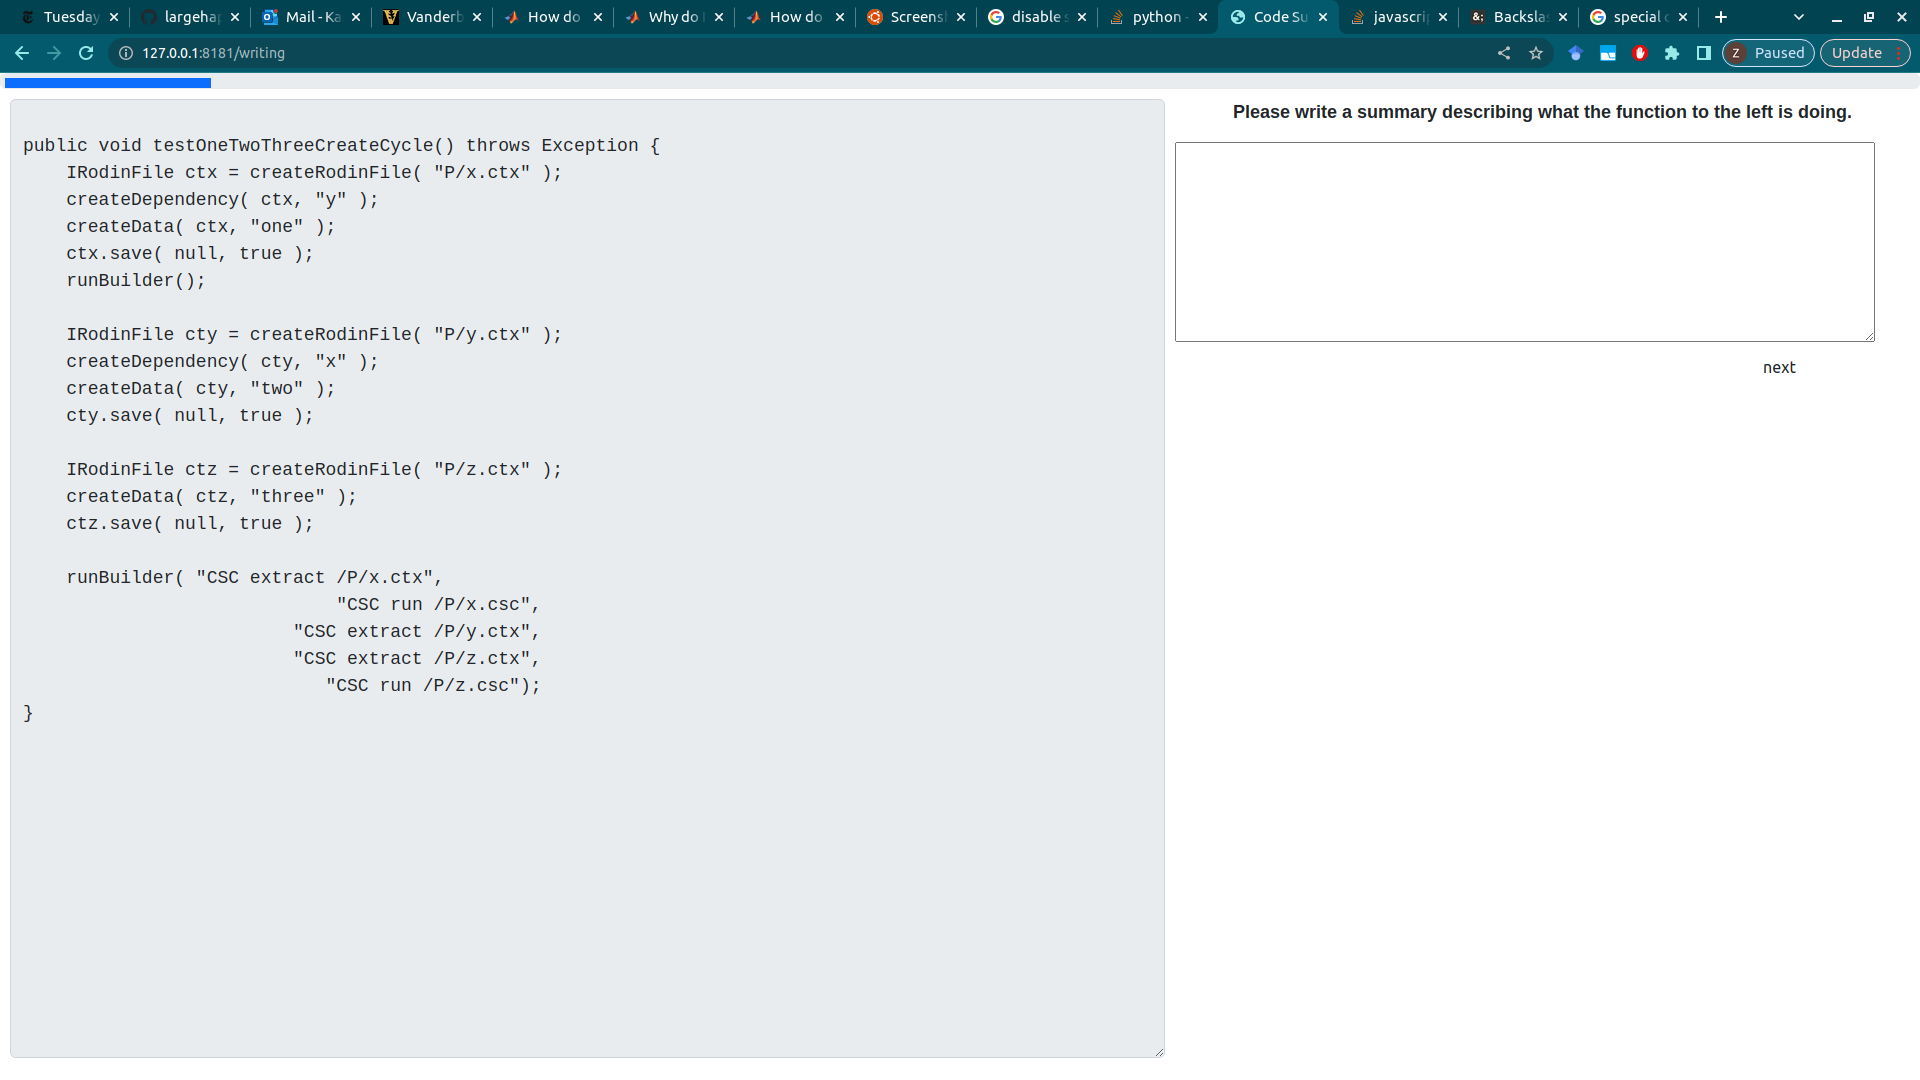 Tuesday
largehap
Mail - Ka
Vanderb
How do
Why do
How do
Screensh
disable s
python -
Code Su
javascrip
Backslas
special c
127.0.0.1:8181/writing
Z
Paused
Update
public void testOneTwoThreeCreateCycle() throws Exception {
    IRodinFile ctx = createRodinFile( "P/x.ctx" );
    createDependency( ctx, "y" );
    createData( ctx, "one" );
    ctx.save( null, true );
    runBuilder();
    IRodinFile cty = createRodinFile( "P/y.ctx" );
    createDependency( cty, "x" );
    createData( cty, "two" );
    cty.save( null, true );
    IRodinFile ctz = createRodinFile( "P/z.ctx" );
    createData( ctz, "three" );
    ctz.save( null, true );
    runBuilder( "CSC extract /P/x.ctx",
                             "CSC run /P/x.csc",
                         "CSC extract /P/y.ctx",
                         "CSC extract /P/z.ctx",
                            "CSC run /P/z.csc");
}
Please write a summary describing what the function to the left is doing.
next